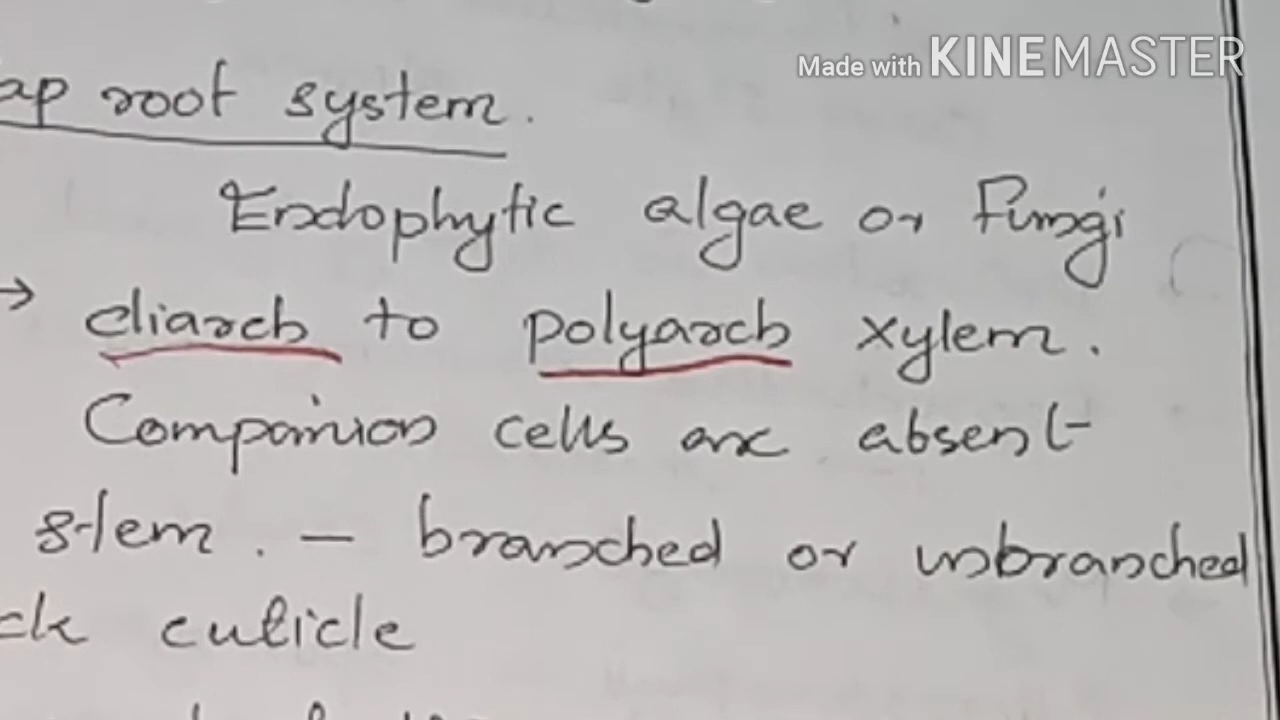 Made with KINEMASTER
ap root system.
Endophytic algae or Fungi
→ diarch to polyarch xylem.
Companion cells are absent
stem. - branched or unbranched
ck cuticle